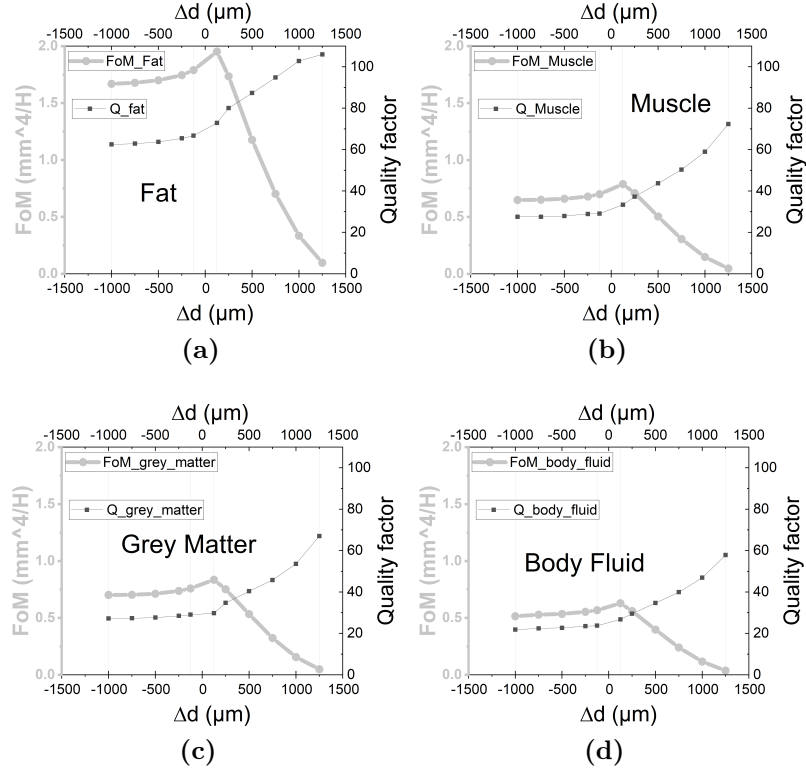 Δd (µm)
Δd (µm)
-1500 -1000 -500 0 500 1000 1500
-1500 -1000 -500 0 500 1000 1500
2.0
1.5
1.0
0.5
0.0
FoM (mm^4/H)
FoM_Fat
Q_fat
Fat
100
80
60
40
20
0
Quality factor
-1500 -1000 -500 0 500 1000 1500
Δd (µm)
(a)
2.0
1.5
1.0
0.5
0.0
FoM (mm^4/H)
FoM_Muscle
Q_Muscle
Muscle
100
80
60
40
20
0
Quality factor
-1500 -1000 -500 0 500 1000 1500
Δd (µm)
(b)
Δd (µm)
-1500 -1000 -500 0 500 1000 1500
2.0
1.5
1.0
0.5
0.0
FoM (mm^4/H)
FoM_grey_matter
Q_grey_matter
Grey Matter
100
80
60
40
20
0
Quality factor
-1500 -1000 -500 0 500 1000 1500
Δd (µm)
(c)
Δd (µm)
-1500 -1000 -500 0 500 1000 1500
2.0
1.5
1.0
0.5
0.0
FoM (mm^4/H)
FoM_body_fluid
Q_body_fluid
Body Fluid
100
80
60
40
20
0
Quality factor
-1500 -1000 -500 0 500 1000 1500
Δd (µm)
(d)